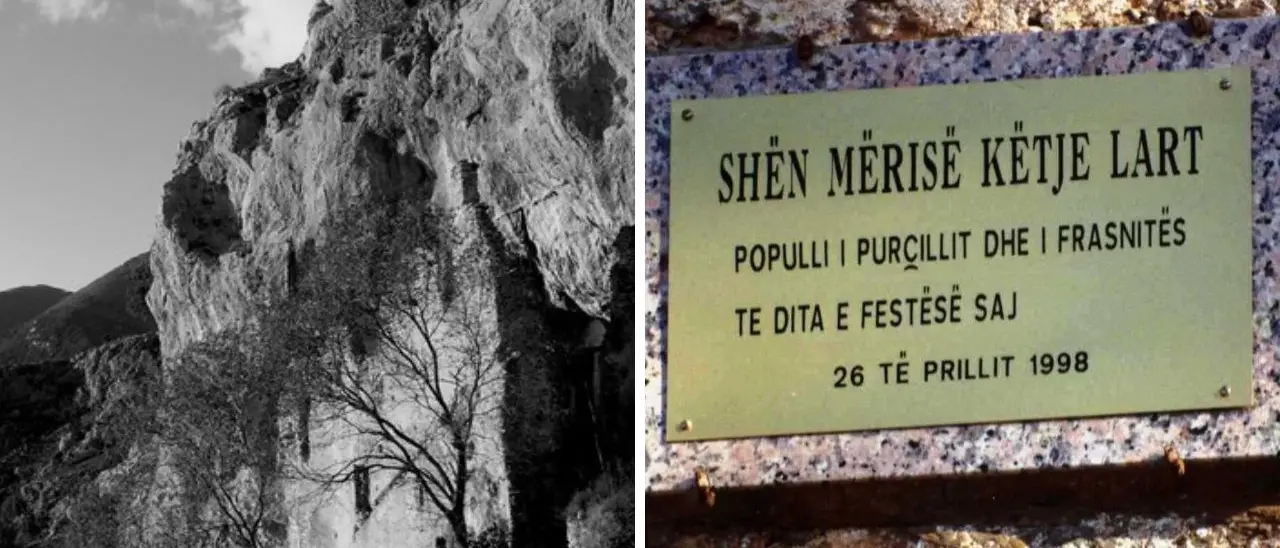 SHËN MËRISË KËTJE LART
POPULLI I PURÇILLIT DHE I FRASNITËS
TE DITA E FESTËSË SAJ
26 TË PRILLIT 1998